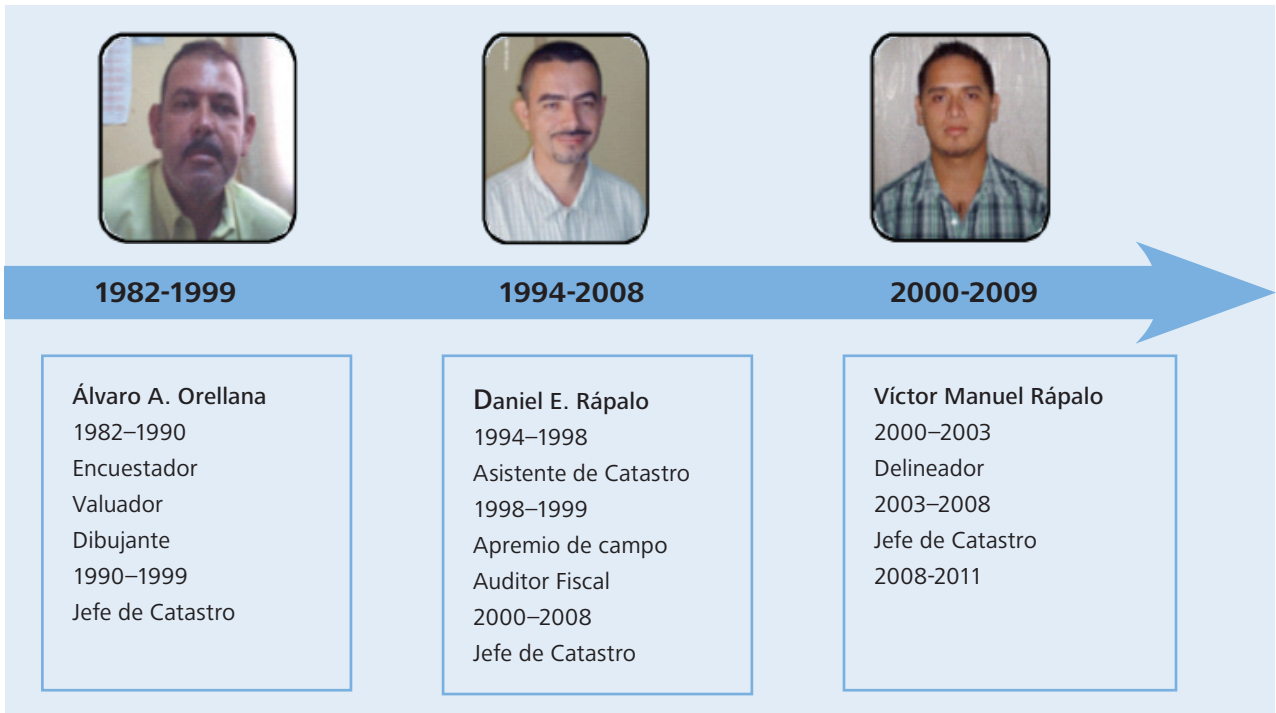 1982-1999
1994-2008
2000-2009
Álvaro A. Orellana
1982–1990
Encuestador
Valuador
Dibujante
1990–1999
Jefe de Catastro
Daniel E. Rápalo
1994–1998
Asistente de Catastro
1998–1999
Apremio de campo
Auditor Fiscal
2000–2008
Jefe de Catastro
Víctor Manuel Rápalo
2000–2003
Delineador
2003–2008
Jefe de Catastro
2008-2011